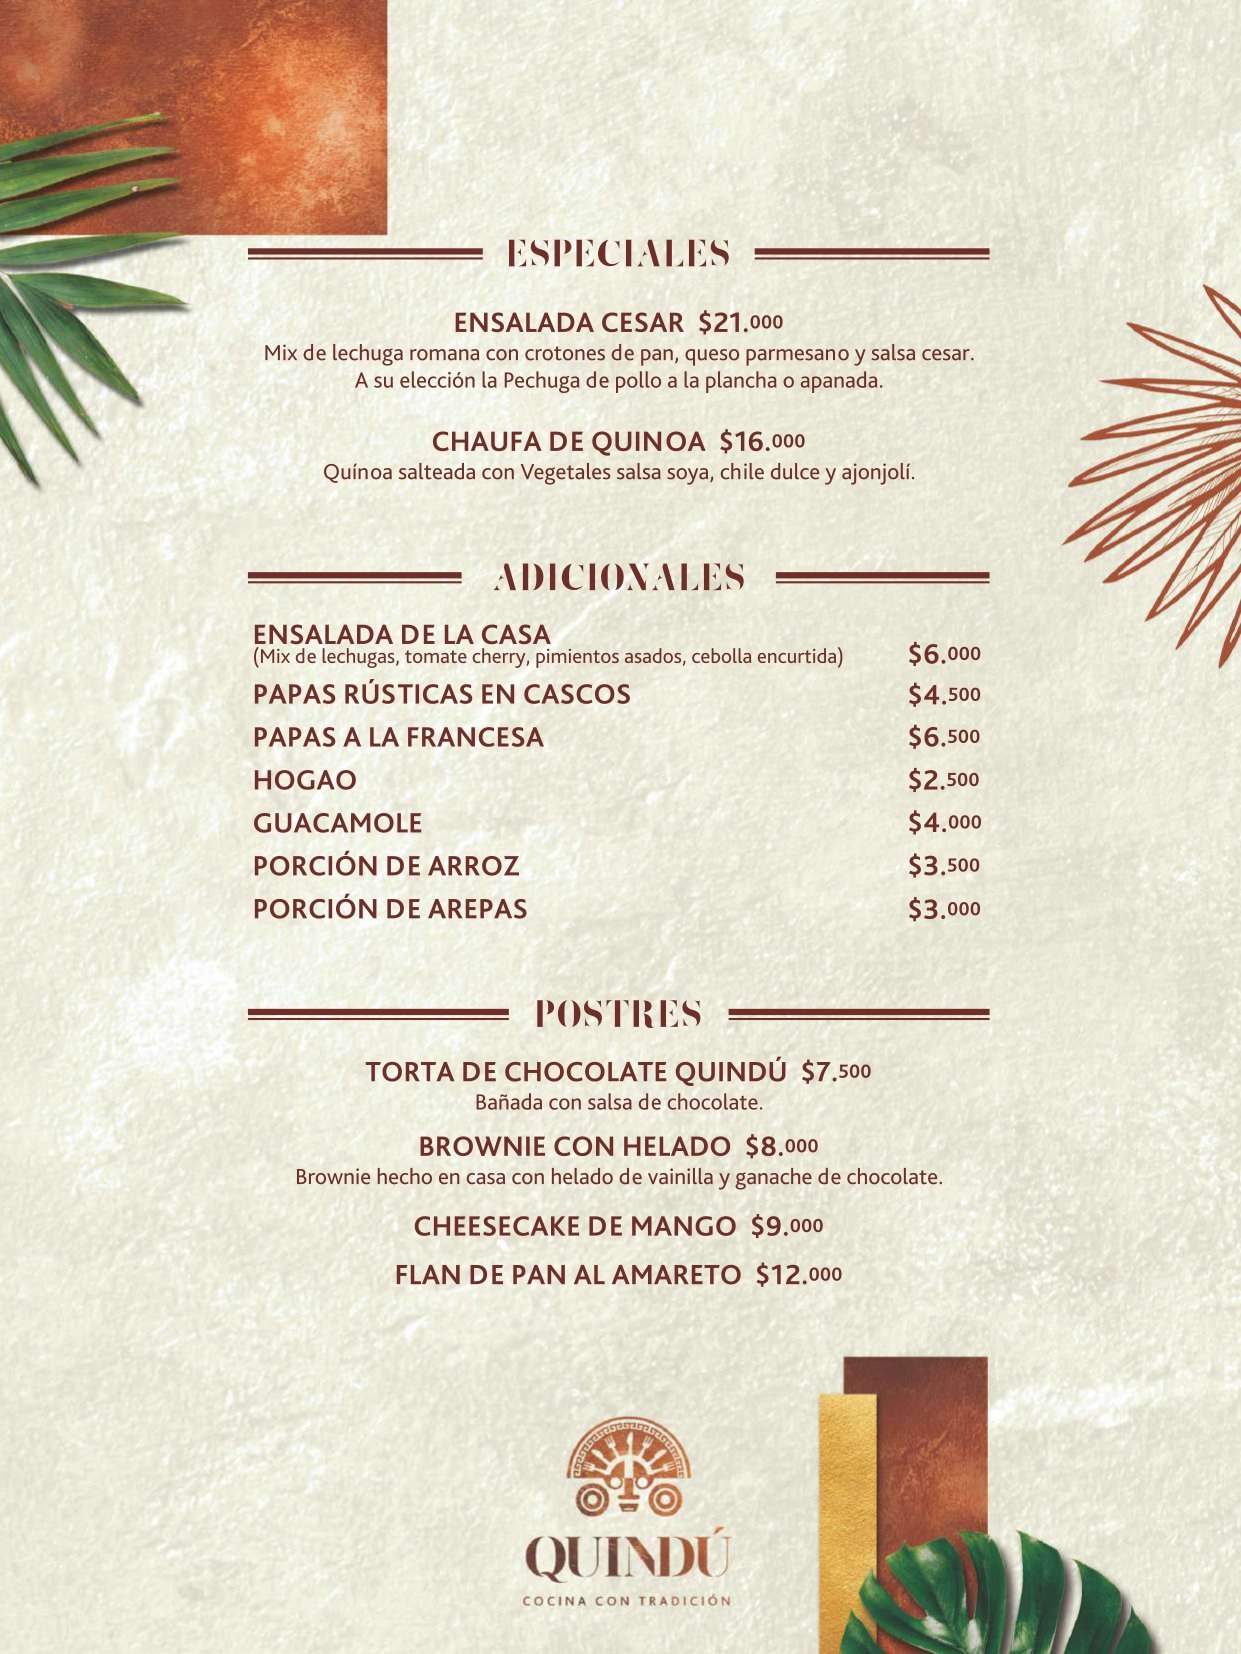 ESPECIALES
ENSALADA CESAR $21.000
Mix de lechuga romana con crotones de pan, queso parmesano y salsa cesar.
A su elección la Pechuga de pollo a la plancha o apanada.
CHAUFA DE QUINOA $16.000
Quínoa salteada con Vegetales salsa soya, chile dulce y ajonjolí.
ADICIONALES
ENSALADA DE LA CASA
(Mix de lechugas, tomate cherry, pimientos asados, cebolla encurtida) $6.000
PAPAS RÚSTICAS EN CASCOS $4.500
PAPAS A LA FRANCESA $6.500
HOGAO $2.500
GUACAMOLE $4.000
PORCIÓN DE ARROZ $3.500
PORCIÓN DE AREPAS $3.000
POSTRES
TORTA DE CHOCOLATE QUINDÚ $7.500
Bañada con salsa de chocolate.
BROWNIE CON HELADO $8.000
Brownie hecho en casa con helado de vainilla y ganache de chocolate.
CHEESECAKE DE MANGO $9.000
FLAN DE PAN AL AMARETO $12.000
QUINDÚ
COCINA CON TRADICIÓN